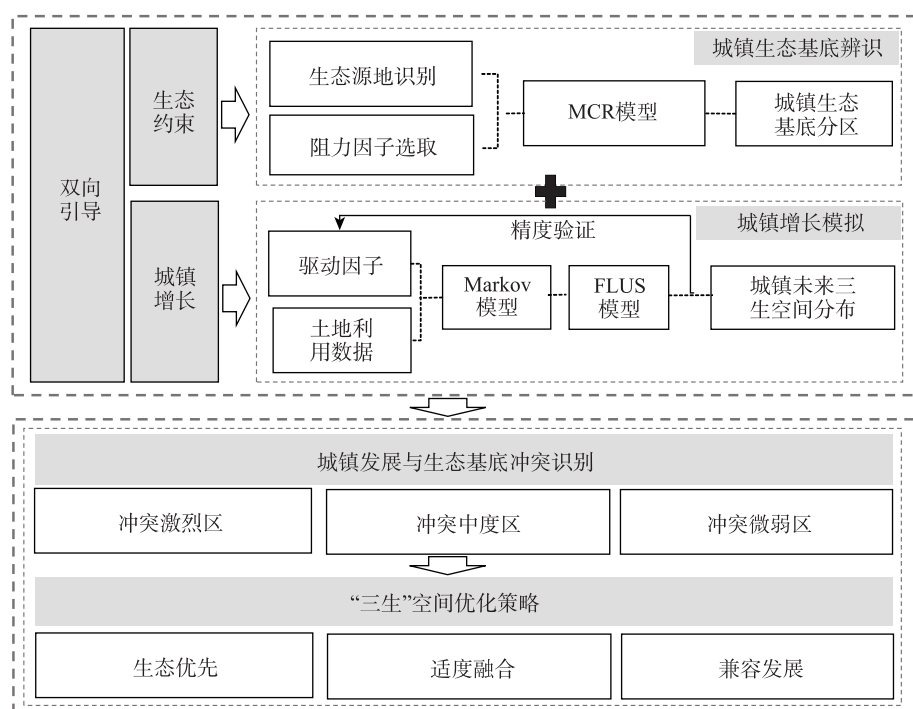 双向
引导
生态
约束
城镇生态基底辨识
生态源地识别
阻力因子选取
MCR模型
城镇生态
基底分区
城镇
增长
城镇增长模拟
精度验证
驱动因子
土地利
用数据
Markov
模型
FLUS
模型
城镇未来三
生空间分布
城镇发展与生态基底冲突识别
冲突激烈区
冲突中度区
冲突微弱区
“三生”空间优化策略
生态优先
适度融合
兼容发展